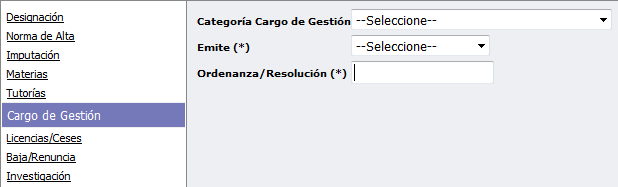 Designación
Norma de Alta
Imputación
Materias
Tutorías
Cargo de Gestión
Licencias/Ceses
Baja/Renuncia
Investigación
Categoría Cargo de Gestión --Seleccione--
Emite (*) --Seleccione--
Ordenanza/Resolución (*)